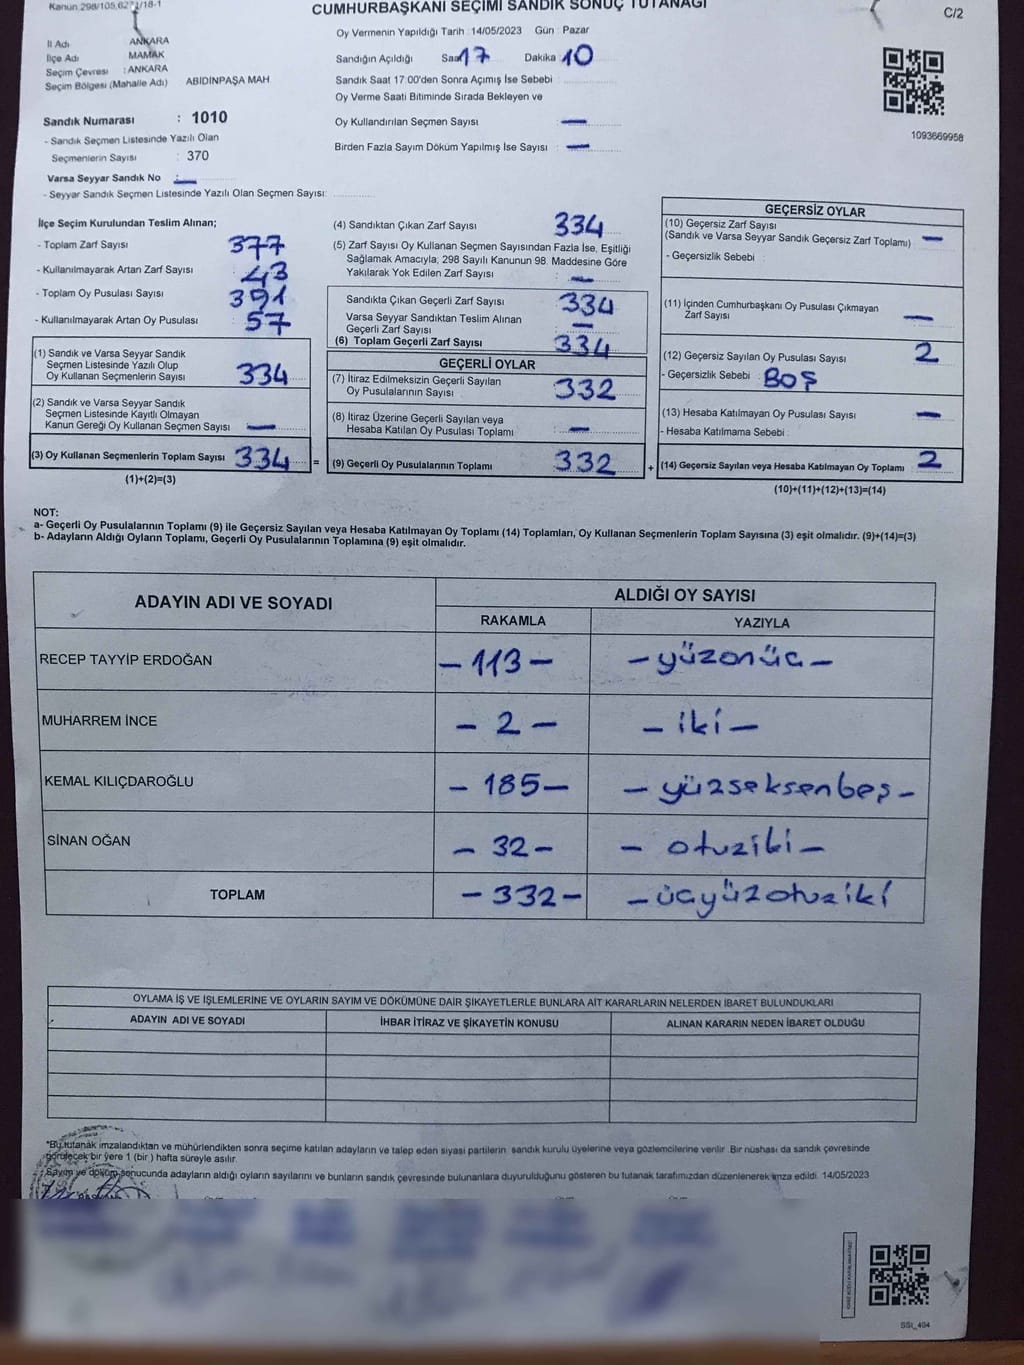 Kanun 298/105,62
/18-1
CUMHURBAŞKANI SEÇİMİ SANDIK SONUÇ TUTANAĞI
C/2
İl Adı ANKARA
İlçe Adı MAMAK
Seçim Çevresi : ANKARA
Seçim Bölgesi (Mahalle Adı) ABİDİNPAŞA MAH
Sandık Numarası : 1010
- Sandık Seçmen Listesinde Yazılı Olan
Seçmenlerin Sayısı : 370
Varsa Seyyar Sandık No : —
- Seyyar Sandık Seçmen Listesinde Yazılı Olan Seçmen Sayısı:
Oy Vermenin Yapıldığı Tarih : 14/05/2023 Gün : Pazar
Sandığın Açıldığı Saat 17 Dakika 10
Sandık Saat 17:00'den Sonra Açımış İse Sebebi
Oy Verme Saati Bitiminde Sırada Bekleyen ve
Oy Kullandırılan Seçmen Sayısı : —
Birden Fazla Sayım Döküm Yapılmış İse Sayısı : —
1093669958
İlçe Seçim Kurulundan Teslim Alınan;
- Toplam Zarf Sayısı 377
- Kullanılmayarak Artan Zarf Sayısı : 43
- Toplam Oy Pusulası Sayısı : 391
- Kullanılmayarak Artan Oy Pusulası : 57
(1) Sandık ve Varsa Seyyar Sandık
Seçmen Listesinde Yazılı Olup
Oy Kullanan Seçmenlerin Sayısı 334
(2) Sandık ve Varsa Seyyar Sandık
Seçmen Listesinde Kayıtlı Olmayan
Kanun Gereği Oy Kullanan Seçmen Sayısı —
(3) Oy Kullanan Seçmenlerin Toplam Sayısı 334 =
(1)+(2)=(3)
(4) Sandıktan Çıkan Zarf Sayısı 334
(5) Zarf Sayısı Oy Kullanan Seçmen Sayısından Fazla İse, Eşitliği
Sağlamak Amacıyla, 298 Sayılı Kanunun 98. Maddesine Göre
Yakılarak Yok Edilen Zarf Sayısı : —
Sandıkta Çıkan Geçerli Zarf Sayısı 334
Varsa Seyyar Sandıktan Teslim Alınan
Geçerli Zarf Sayısı —
(6) Toplam Geçerli Zarf Sayısı 334
GEÇERLİ OYLAR
(7) İtiraz Edilmeksizin Geçerli Sayılan
Oy Pusulalarının Sayısı : 332
(8) İtiraz Üzerine Geçerli Sayılan veya
Hesaba Katılan Oy Pusulası Toplamı —
(9) Geçerli Oy Pusulalarının Toplamı 332 +
GEÇERSİZ OYLAR
(10) Geçersiz Zarf Sayısı
(Sandık ve Varsa Seyyar Sandık Geçersiz Zarf Toplamı) —
- Geçersizlik Sebebi :
(11) İçinden Cumhurbaşkanı Oy Pusulası Çıkmayan
Zarf Sayısı : —
(12) Geçersiz Sayılan Oy Pusulası Sayısı : 2
- Geçersizlik Sebebi : BOŞ
(13) Hesaba Katılmayan Oy Pusulası Sayısı : —
- Hesaba Katılmama Sebebi :
(14) Geçersiz Sayılan veya Hesaba Katılmayan Oy Toplamı : 2
(10)+(11)+(12)+(13)=(14)
NOT:
a- Geçerli Oy Pusulalarının Toplamı (9) ile Geçersiz Sayılan veya Hesaba Katılmayan Oy Toplamı (14) Toplamları, Oy Kullanan Seçmenlerin Toplam Sayısına (3) eşit olmalıdır. (9)+(14)=(3)
b- Adayların Aldığı Oyların Toplamı, Geçerli Oy Pusulalarının Toplamına (9) eşit olmalıdır.
ADAYIN ADI VE SOYADI
ALDIĞI OY SAYISI
RAKAMLA YAZIYLA
RECEP TAYYİP ERDOĞAN – 113 – – yüzonüç –
MUHARREM İNCE – 2 – – iki –
KEMAL KILIÇDAROĞLU – 185 – – yüzseksenbeş –
SİNAN OĞAN – 32 – – otuziki –
TOPLAM – 332 – – üçyüzotuziki
OYLAMA İŞ VE İŞLEMLERİNE VE OYLARIN SAYIM VE DÖKÜMÜNE DAİR ŞİKAYETLERLE BUNLARA AİT KARARLARIN NELERDEN İBARET BULUNDUKLARI
ADAYIN ADI VE SOYADI İHBAR İTİRAZ VE ŞİKAYETİN KONUSU ALINAN KARARIN NEDEN İBARET OLDUĞU
*Bu tutanak imzalandıktan ve mühürlendikten sonra seçime katılan adayların ve talep eden siyasi partilerin sandık kurulu üyelerine veya gözlemcilerine verilir. Bir nüshası da sandık çevresinde
görülecek bir yere 1 (bir ) hafta süreyle asılır.
Sayım ve döküm sonucunda adayların aldığı oyların sayılarını ve bunların sandık çevresinde bulunanlara duyurulduğunu gösteren bu tutanak tarafımızdan düzenlenerek imza edildi. 14/05/2023